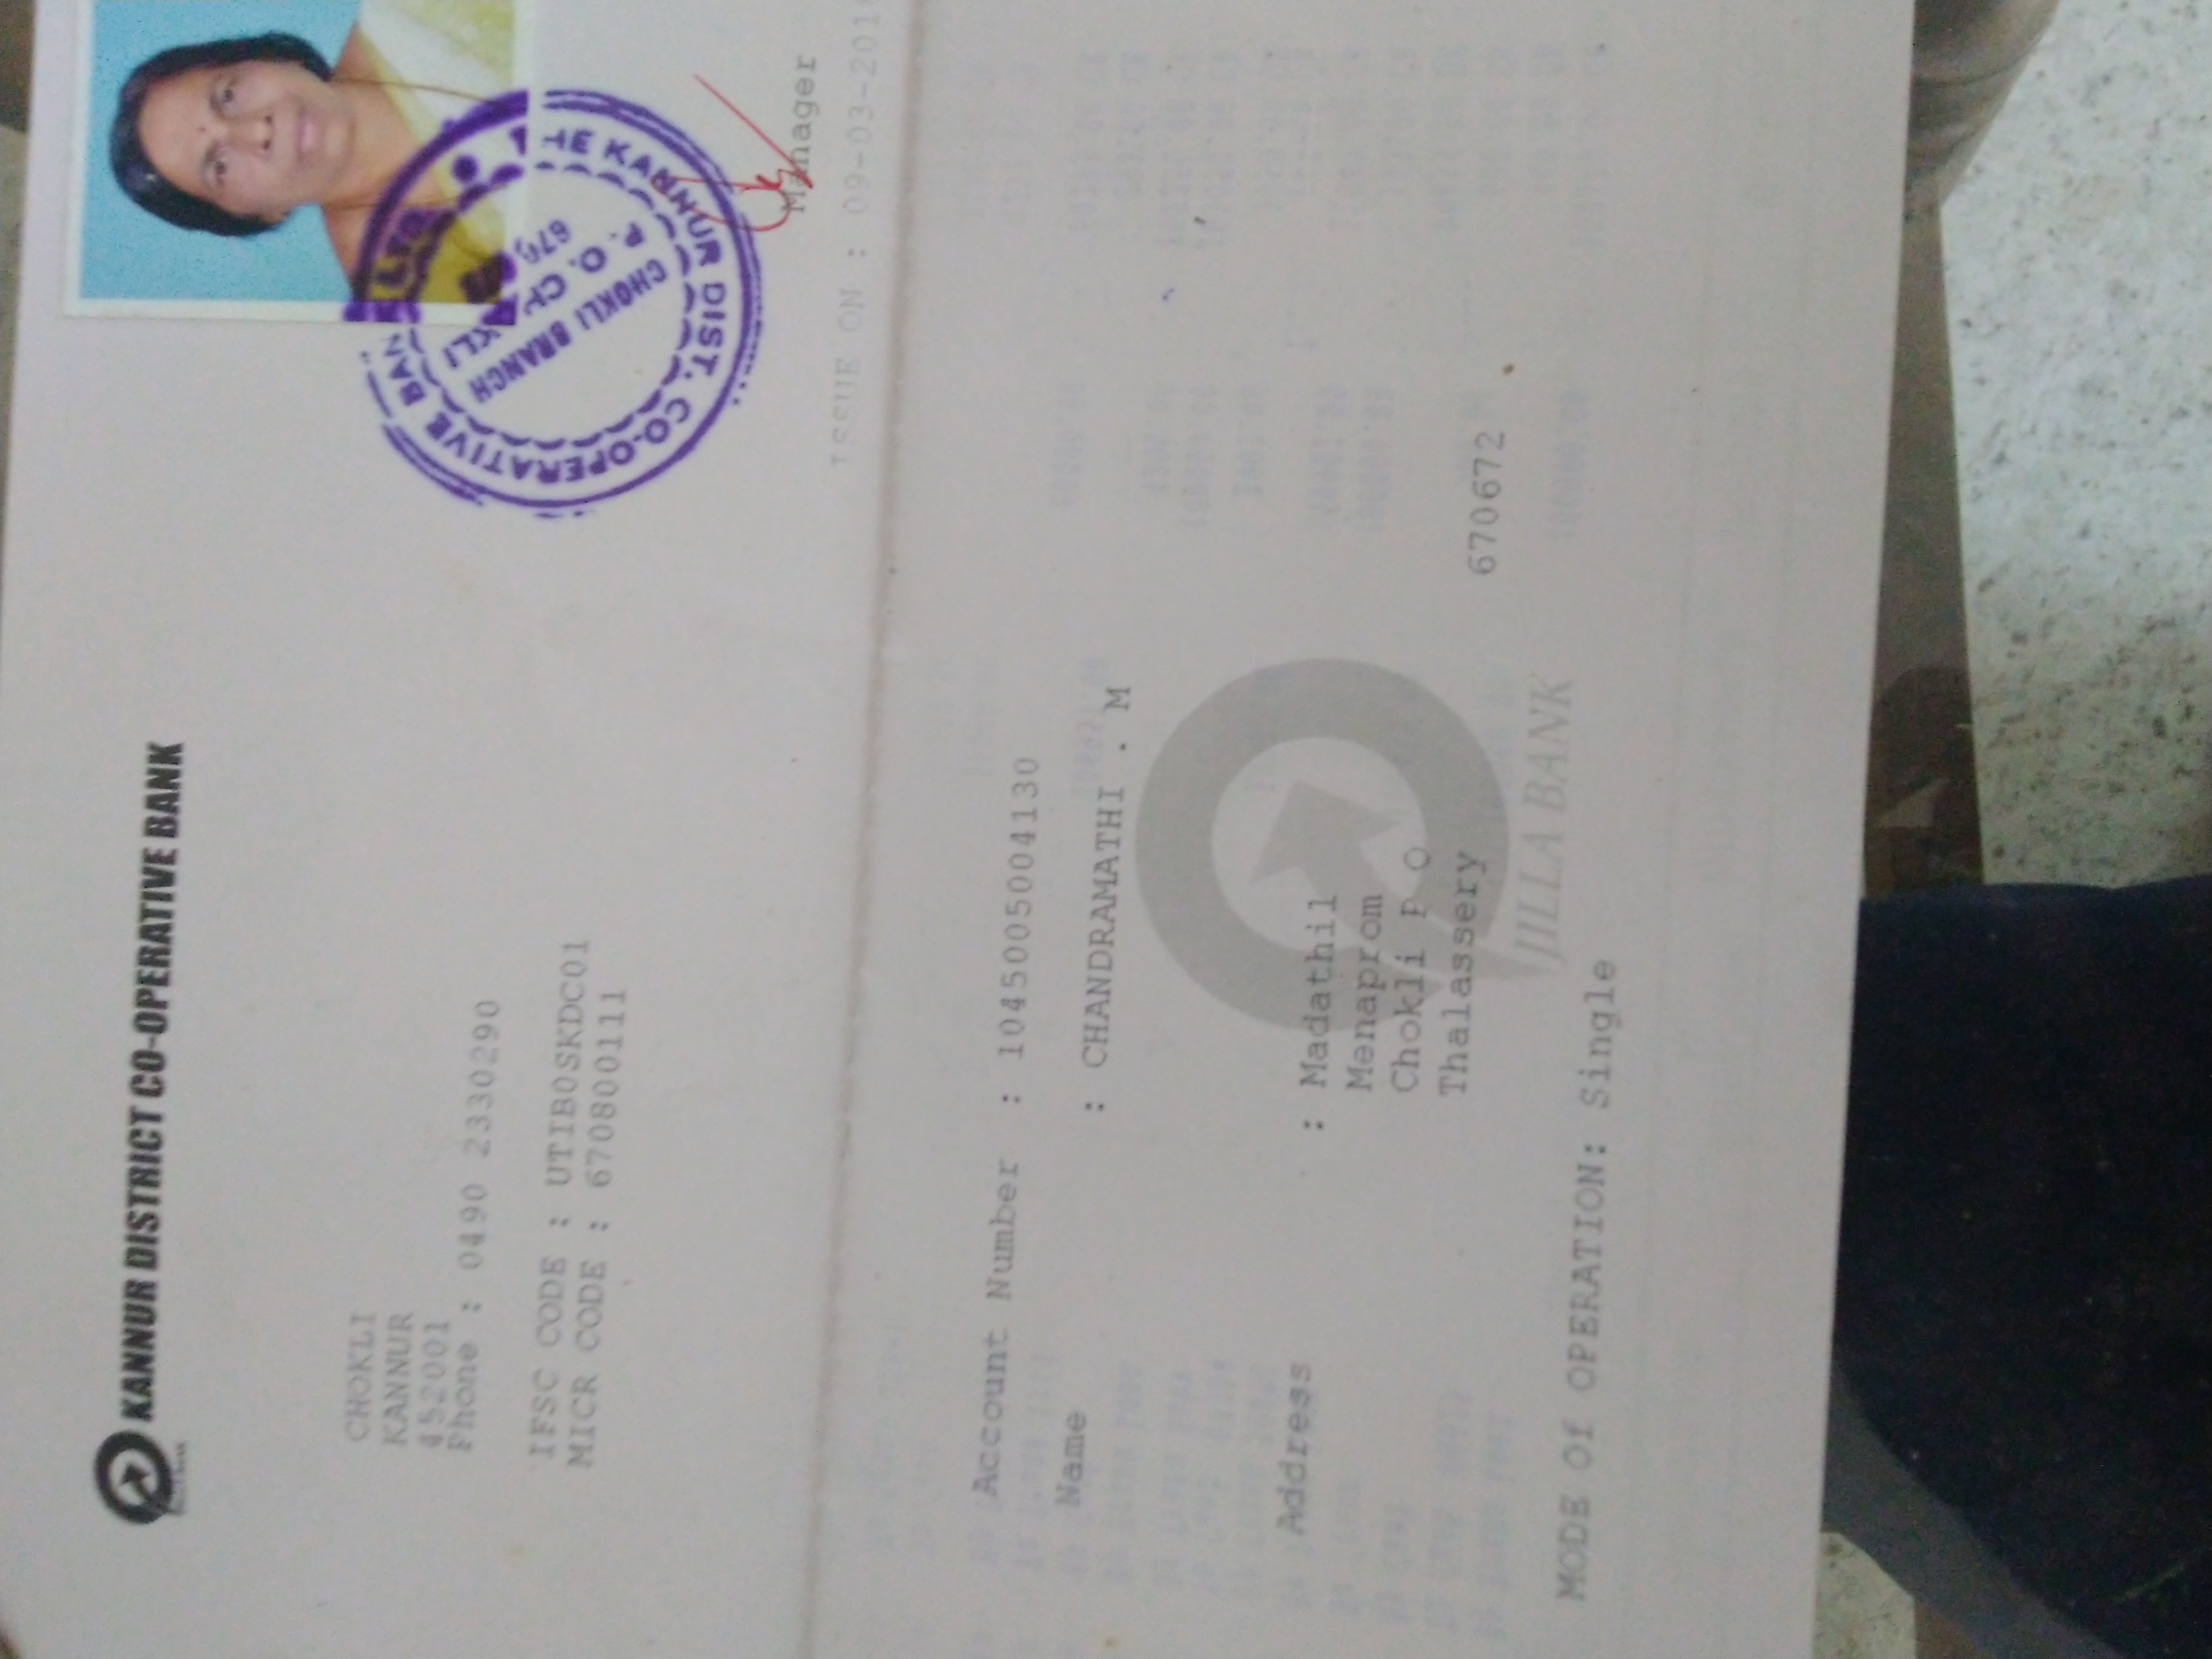 KANNUR DISTRICT CO-OPERATIVE BANK
CHOKLI
KANNUR
452001
Phone : 0490 2330290
IFSC CODE : UTIB0SKDC01
MICR CODE : 670800111
THE KANNUR DIST. CO-OPERATIVE BANK LTD.
CHOKLI BRANCH
P. O. CHOKLI
670
Manager
ISSUE ON : 09-03-201
Account Number : 1045005004130
Name : CHANDRAMATHI . M
Address : Madathil
Menaprom
Chokli P O
Thalassery 670672
JILLA BANK
MODE Of OPERATION: Single